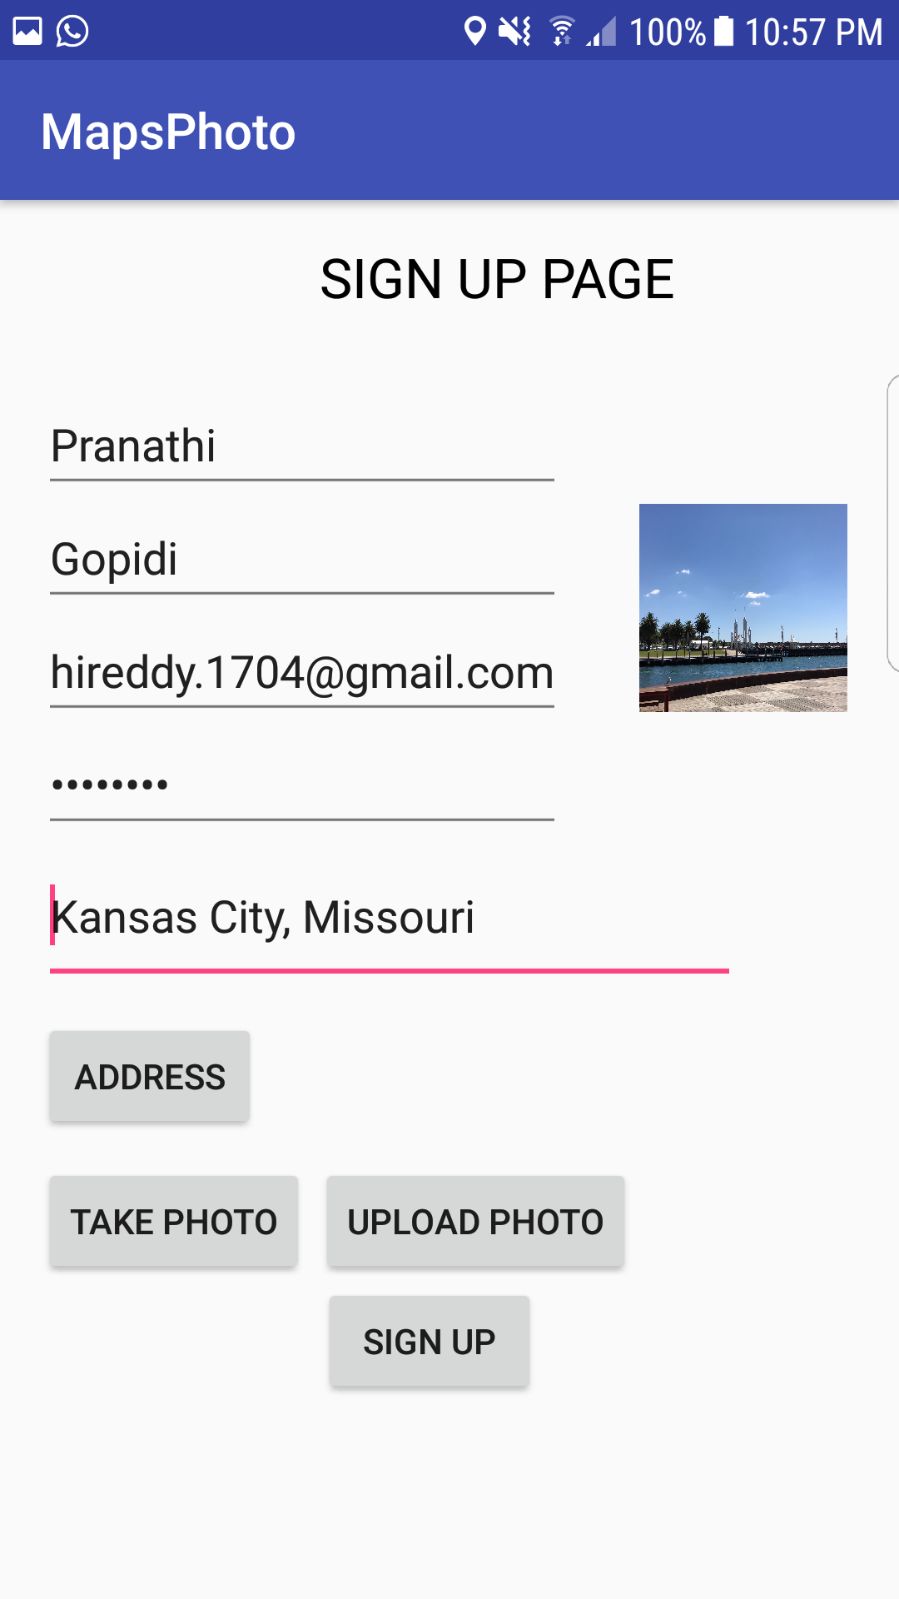 100% 10:57 PM
MapsPhoto
SIGN UP PAGE
Pranathi
Gopidi
hireddy.1704@gmail.com
••••••••
Kansas City, Missouri
ADDRESS
TAKE PHOTO UPLOAD PHOTO
SIGN UP